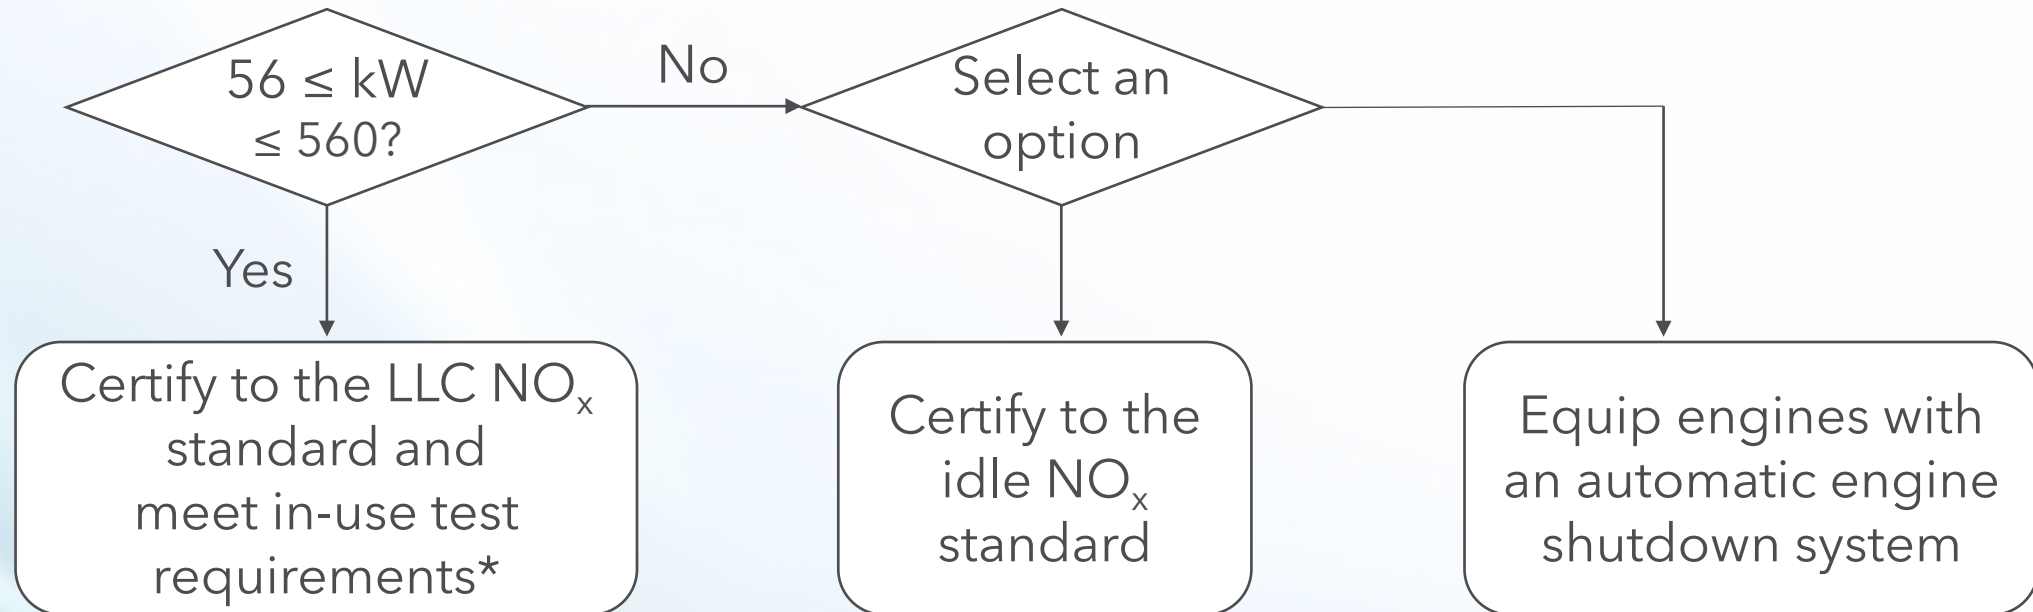 56 ≤ kW
≤ 560?
No
Select an
option
Yes
Certify to the LLC NOₓ
standard and
meet in-use test
requirements*
Certify to the
idle NOₓ
standard
Equip engines with
an automatic engine
shutdown system